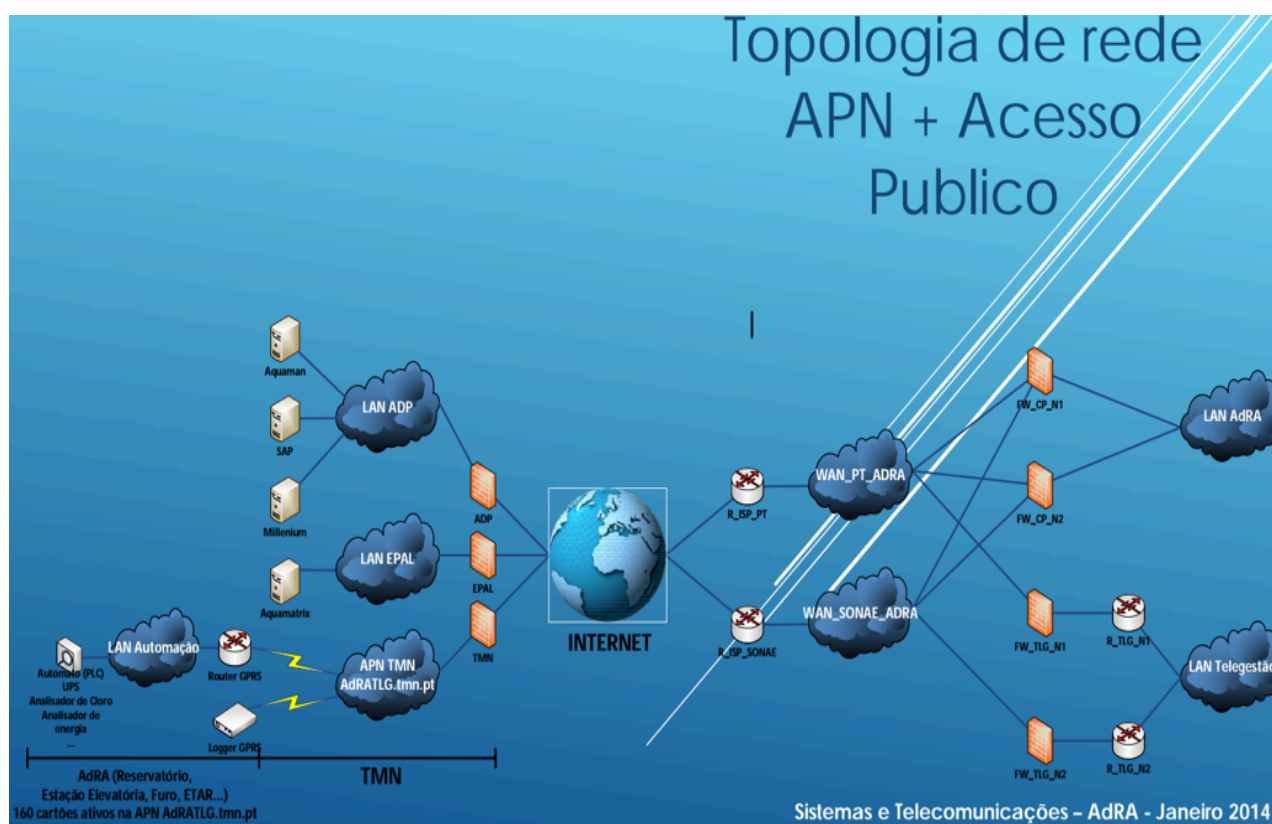 Topologia de rede
APN + Acesso
Publico
Aquaman
SAP
Millenium
LAN ADP
ADP
LAN EPAL
EPAL
Aquamatrix
LAN Automação
Router GPRS
APN TMN
AdRATLG.tmn.pt
TMN
Logger GPRS
Automato (PLC)
UPS
Analisador de Cloro
Analisador de
energia
...
INTERNET
R_ISP_PT
R_ISP_SONAE
WAN_PT_ADRA
WAN_SONAE_ADRA
FW_CP_N1
FW_CP_N2
LAN AdRA
FW_TLG_N1
R_TLG_N1
LAN Telegestão
FW_TLG_N2
R_TLG_N2
AdRA (Reservatório,
Estação Elevatória, Furo, ETAR...)
160 cartões ativos na APN AdRATLG.tmn.pt
TMN
Sistemas e Telecomunicações – AdRA - Janeiro 2014